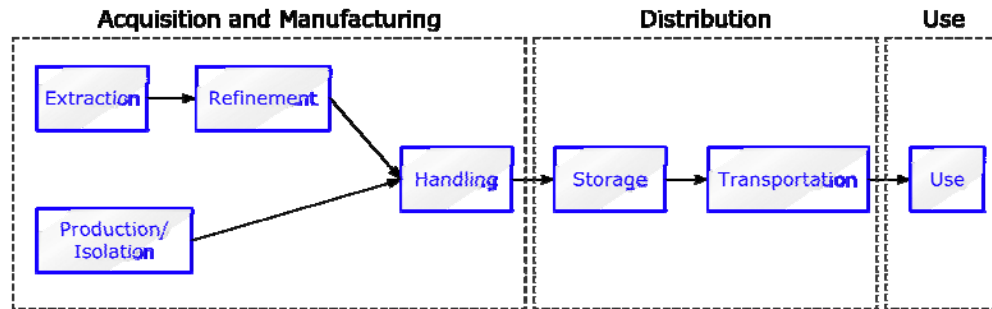 Acquisition and Manufacturing
Distribution
Use
Extraction
Refinement
Handling
Storage
Transportation
Use
Production/
Isolation